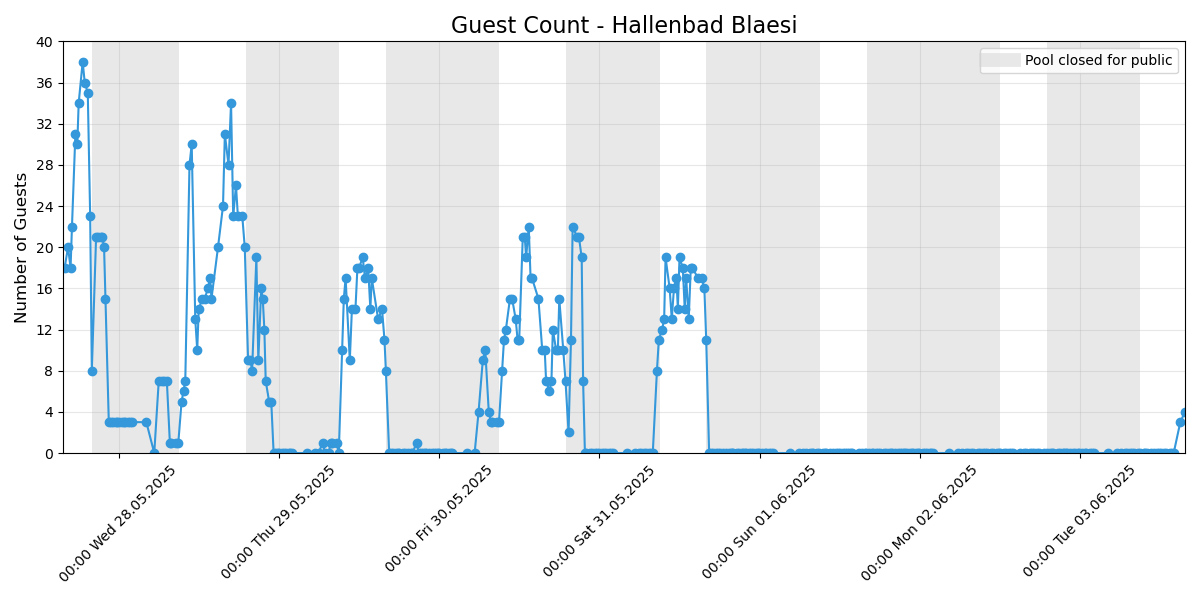 Guest Count - Hallenbad Blaesi
Pool closed for public
Number of Guests
40
36
32
28
24
20
16
12
8
4
0
00:00 Wed 28.05.2025
00:00 Thu 29.05.2025
00:00 Fri 30.05.2025
00:00 Sat 31.05.2025
00:00 Sun 01.06.2025
00:00 Mon 02.06.2025
00:00 Tue 03.06.2025